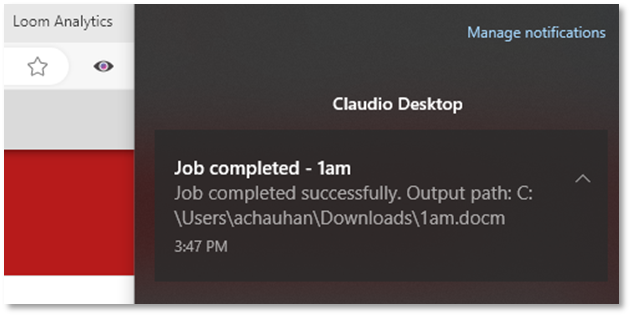 Loom Analytics
Manage notifications
Claudio Desktop
Job completed - 1am
Job completed successfully. Output path: C:
\Users\achauhan\Downloads\1am.docm
3:47 PM